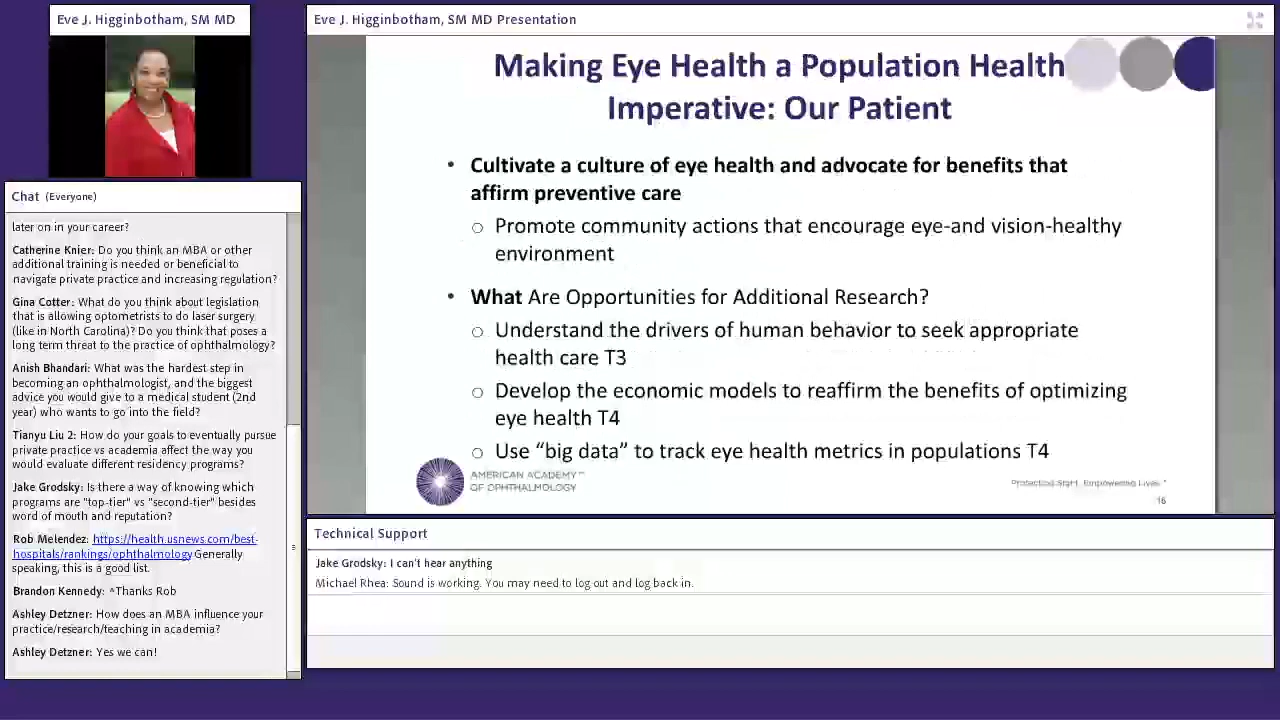 Eve J. Higginbotham, SM MD
Chat (Everyone)
later on in your career?
Catherine Knier: Do you think an MBA or other
additional training is needed or beneficial to
navigate private practice and increasing regulation?
Gina Cotter: What do you think about legislation
that is allowing optometrists to do laser surgery
(like in North Carolina)? Do you think that poses a
long term threat to the practice of ophthalmology?
Anish Bhandari: What was the hardest step in
becoming an ophthalmologist, and the biggest
advice you would give to a medical student (2nd
year) who wants to go into the field?
Tianyu Liu 2: How do your goals to eventually pursue
private practice vs academia affect the way you
would evaluate different residency programs?
Jake Grodsky: Is there a way of knowing which
programs are "top-tier" vs "second-tier" besides
word of mouth and reputation?
Rob Melendez: https://health.usnews.com/best-
hospitals/rankings/ophthalmology Generally
speaking, this is a good list.
Brandon Kennedy: ^Thanks Rob
Ashley Detzner: How does an MBA influence your
practice/research/teaching in academia?
Ashley Detzner: Yes we can!
Eve J. Higginbotham, SM MD Presentation
Making Eye Health a Population Health
Imperative: Our Patient
• Cultivate a culture of eye health and advocate for benefits that
affirm preventive care
○ Promote community actions that encourage eye-and vision-healthy
environment
• What Are Opportunities for Additional Research?
○ Understand the drivers of human behavior to seek appropriate
health care T3
○ Develop the economic models to reaffirm the benefits of optimizing
eye health T4
○ Use “big data” to track eye health metrics in populations T4
AMERICAN ACADEMY™
OF OPHTHALMOLOGY
Protecting Sight. Empowering Lives.®
16
Technical Support
Jake Grodsky: I can't hear anything
Michael Rhea: Sound is working. You may need to log out and log back in.